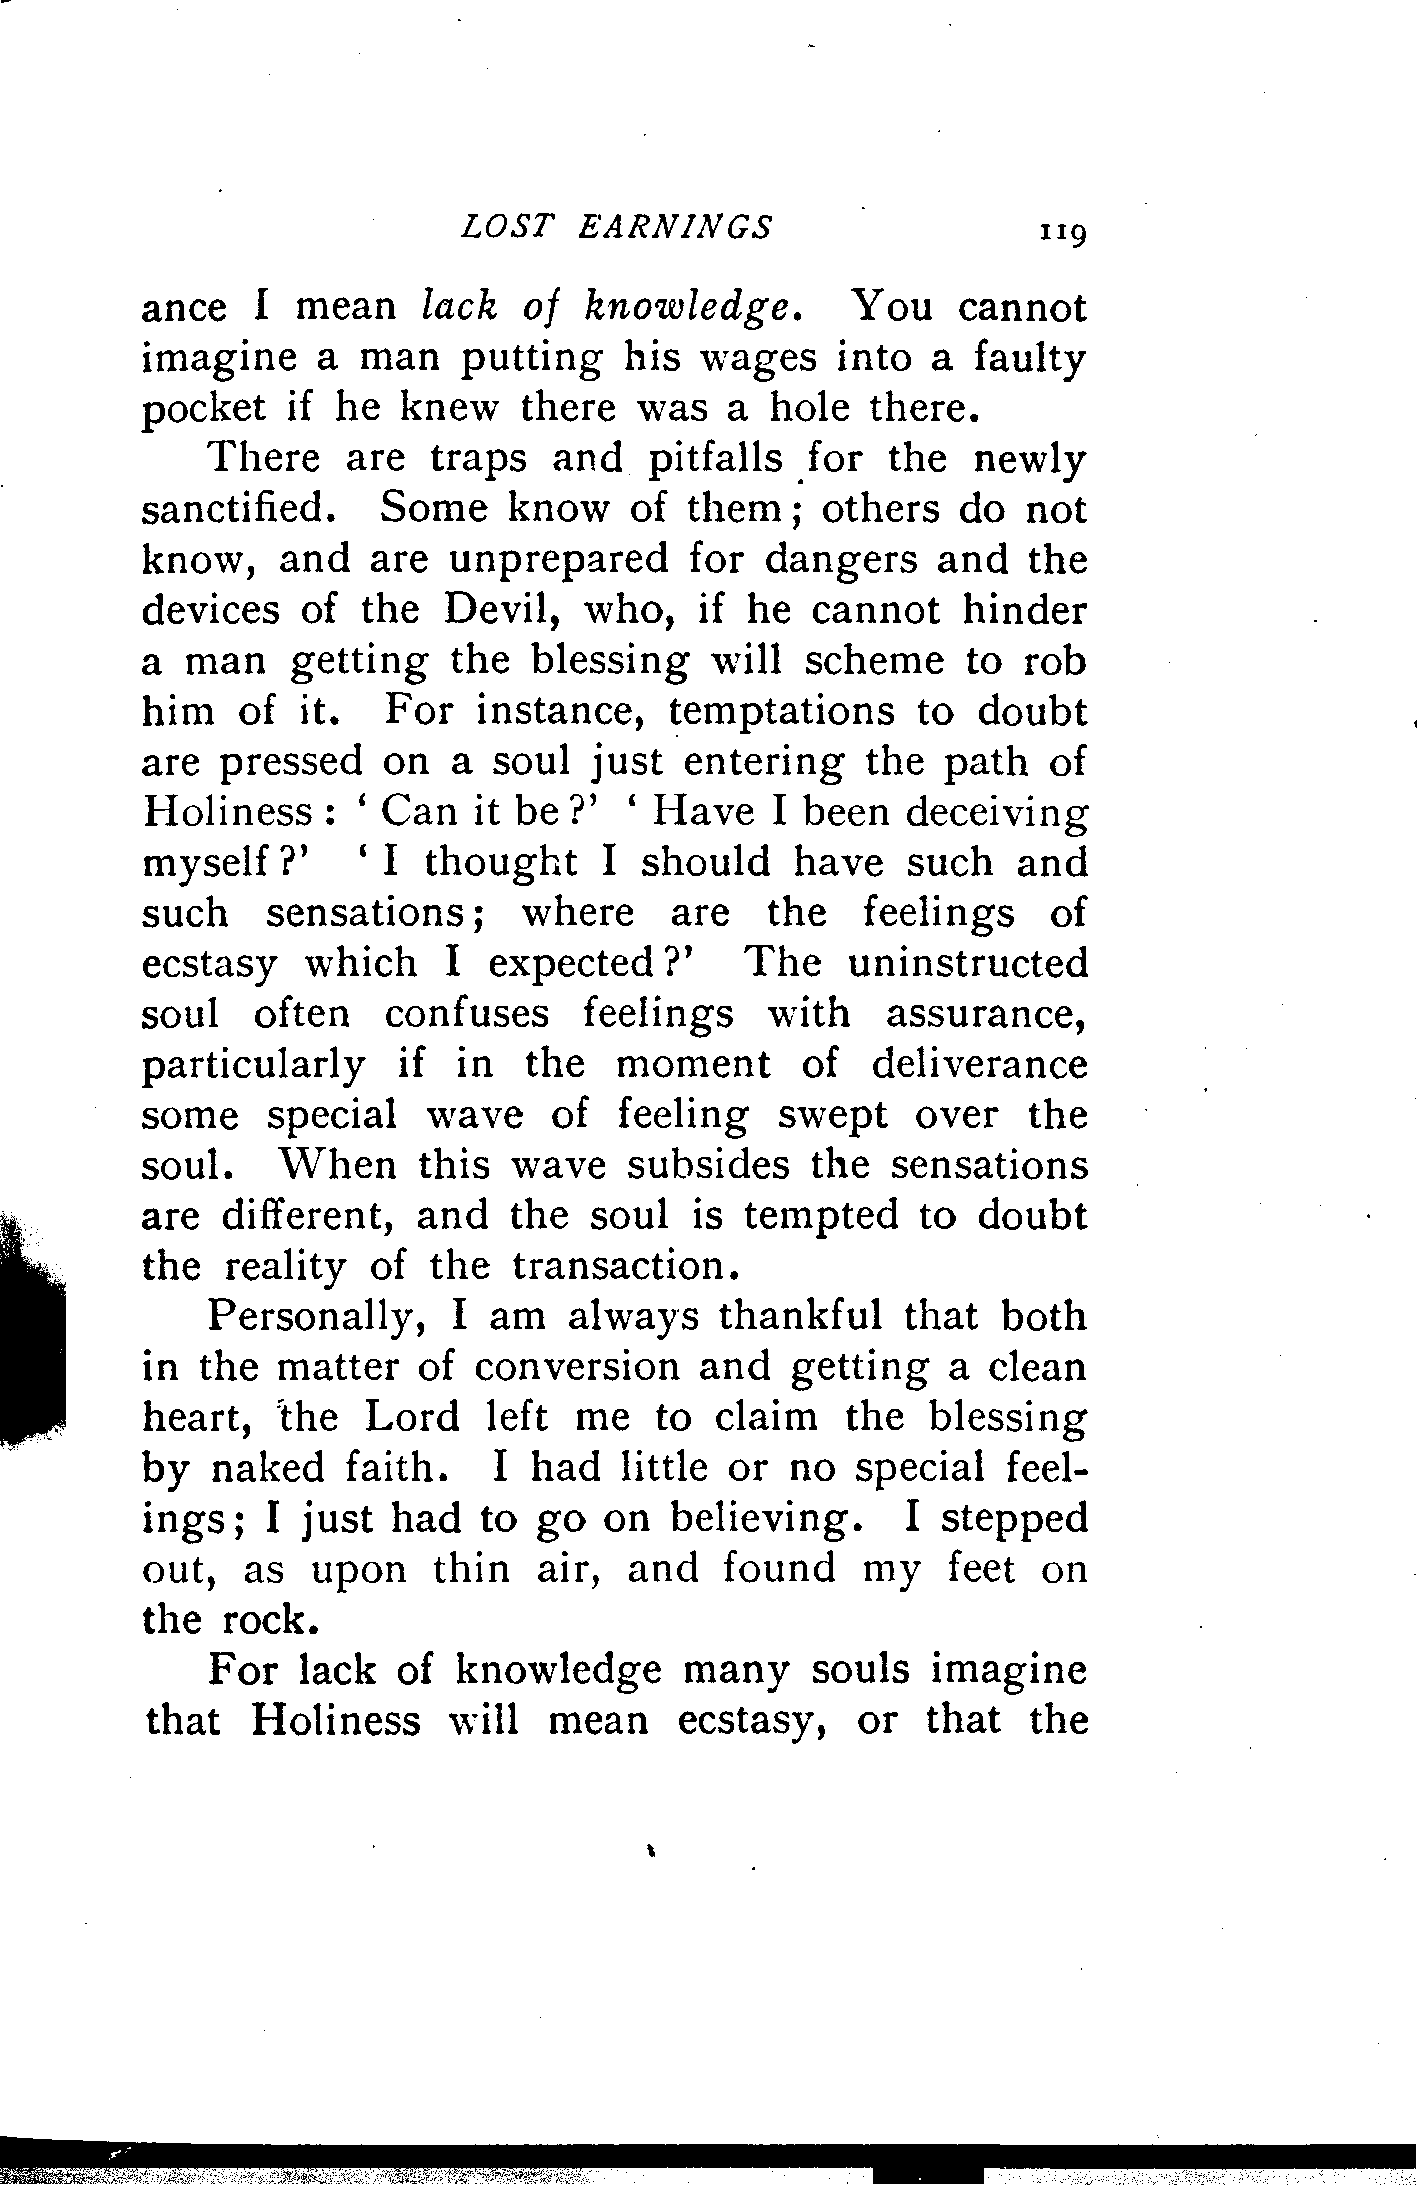 LOST EARNINGS 119
ance I mean lack of knowledge. You cannot
imagine a man putting his wages into a faulty
pocket if he knew there was a hole there.
There are traps and pitfalls for the newly
sanctified. Some know of them; others do not
know, and are unprepared for dangers and the
devices of the Devil, who, if he cannot hinder
a man getting the blessing will scheme to rob
him of it. For instance, temptations to doubt
are pressed on a soul just entering the path of
Holiness: ‘Can it be?’ ‘Have I been deceiving
myself?’ ‘I thought I should have such and
such sensations; where are the feelings of
ecstasy which I expected?’ The uninstructed
soul often confuses feelings with assurance,
particularly if in the moment of deliverance
some special wave of feeling swept over the
soul. When this wave subsides the sensations
are different, and the soul is tempted to doubt
the reality of the transaction.
Personally, I am always thankful that both
in the matter of conversion and getting a clean
heart, the Lord left me to claim the blessing
by naked faith. I had little or no special feel-
ings; I just had to go on believing. I stepped
out, as upon thin air, and found my feet on
the rock.
For lack of knowledge many souls imagine
that Holiness will mean ecstasy, or that the